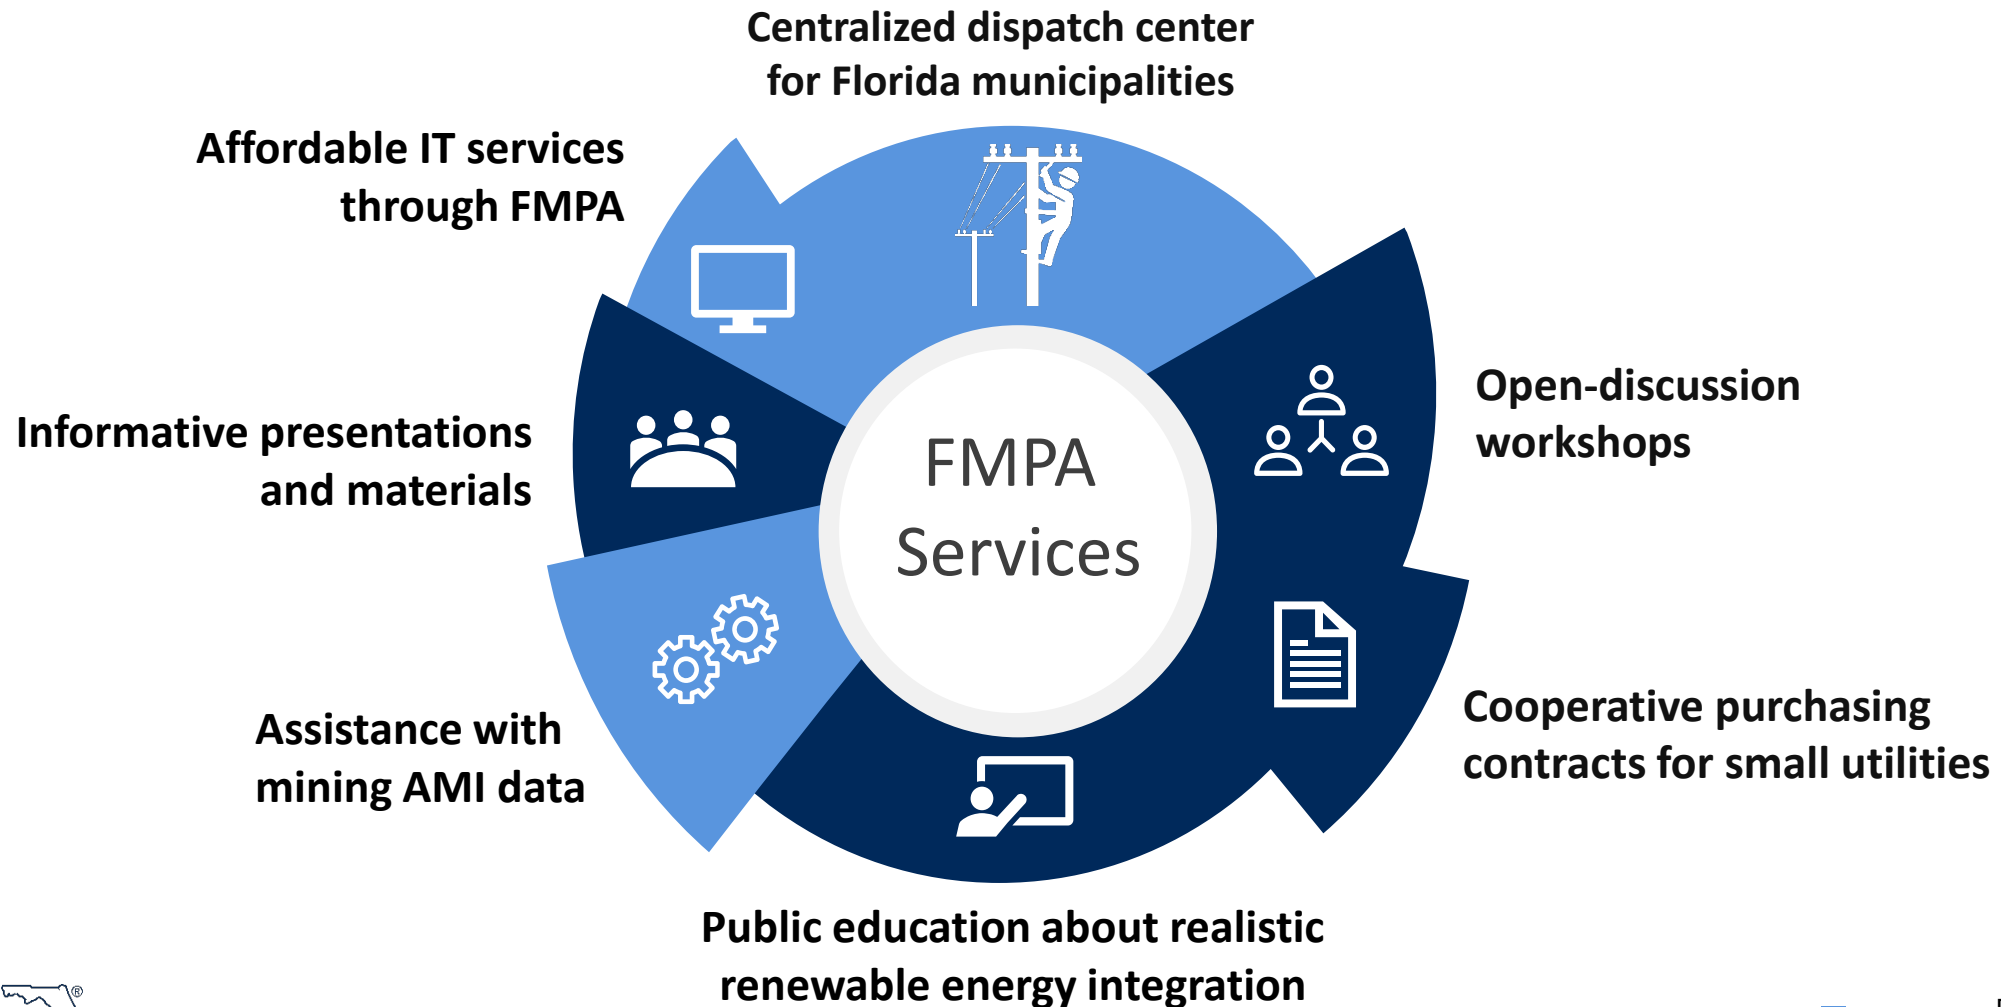 Centralized dispatch center
for Florida municipalities
Affordable IT services
through FMPA
Open-discussion
workshops
Informative presentations
and materials
FMPA
Services
Cooperative purchasing
contracts for small utilities
Assistance with
mining AMI data
Public education about realistic
renewable energy integration
®